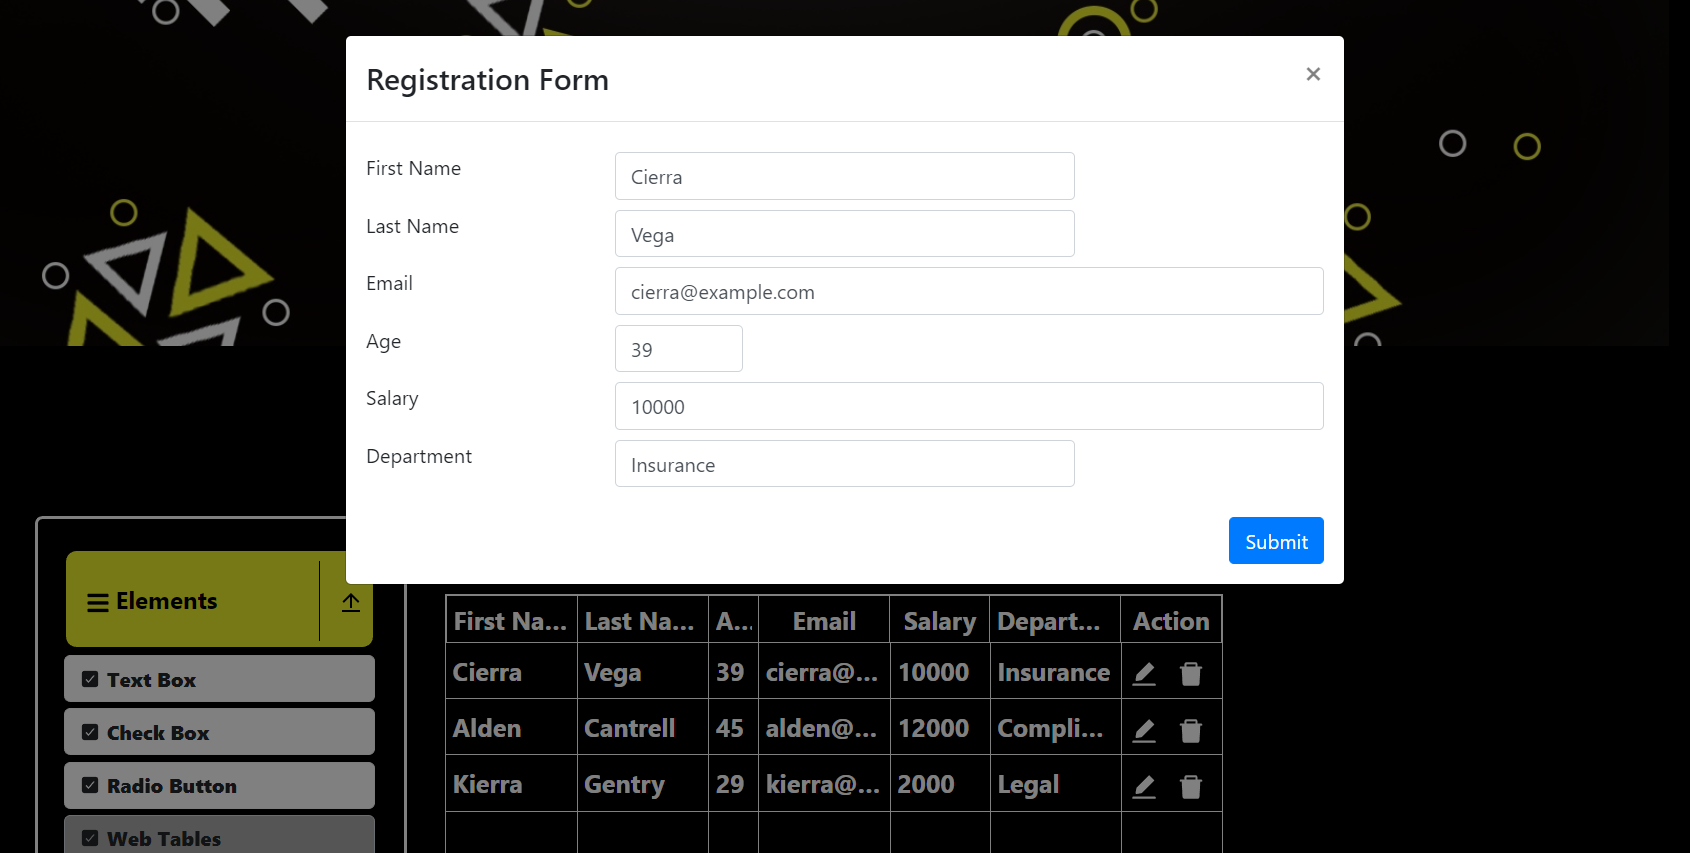 Registration Form ×
First Name Cierra
Last Name Vega
Email cierra@example.com
Age 39
Salary 10000
Department Insurance
Submit
Elements
Text Box
Check Box
Radio Button
Web Tables
First Na... Last Na... A... Email Salary Depart... Action
Cierra Vega 39 cierra@... 10000 Insurance
Alden Cantrell 45 alden@... 12000 Compli...
Kierra Gentry 29 kierra@... 2000 Legal